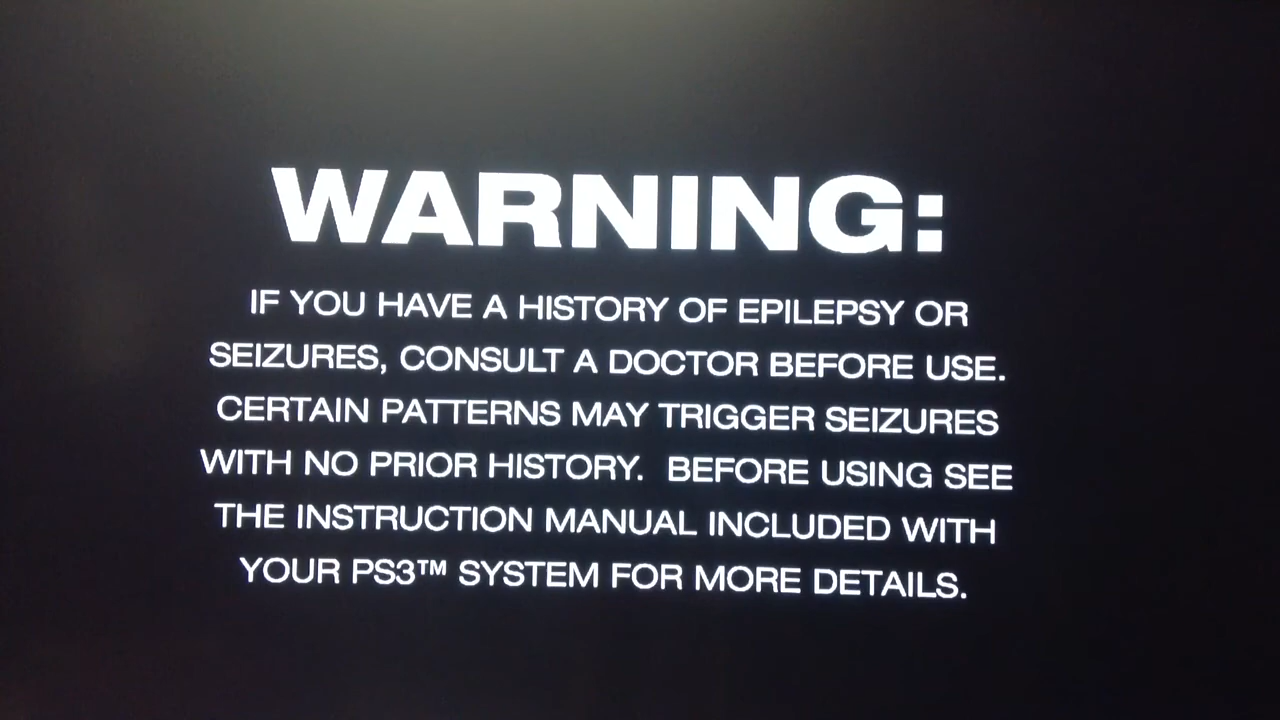 WARNING:
IF YOU HAVE A HISTORY OF EPILEPSY OR
SEIZURES, CONSULT A DOCTOR BEFORE USE.
CERTAIN PATTERNS MAY TRIGGER SEIZURES
WITH NO PRIOR HISTORY.  BEFORE USING SEE
THE INSTRUCTION MANUAL INCLUDED WITH
YOUR PS3™ SYSTEM FOR MORE DETAILS.